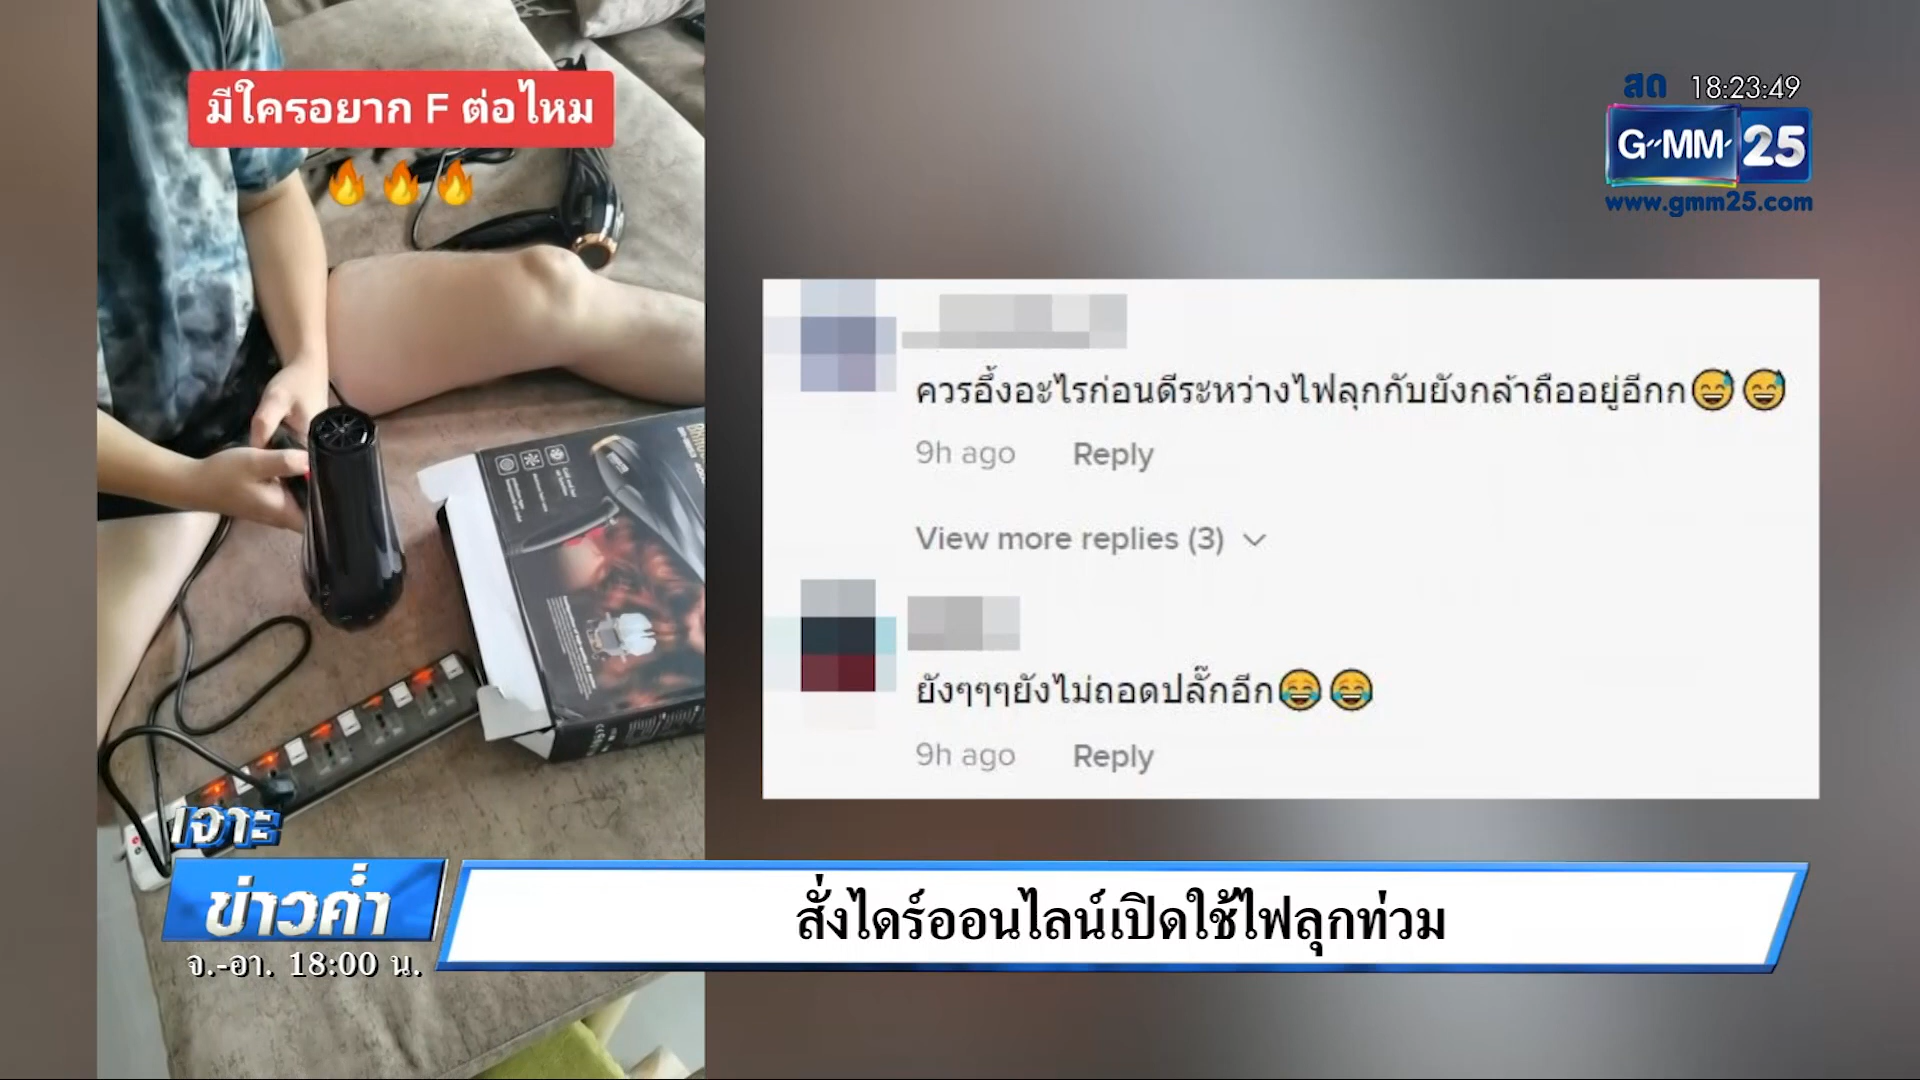 มีใครอยาก F ต่อไหม
🔥🔥🔥
สด 18:23:49
GMM 25
www.gmm25.com
ควรอึ้งอะไรก่อนดีระหว่างไฟลุกกับยังกล้าถืออยู่อีกก😅😅
9h ago Reply
View more replies (3)
ยังๆๆๆยังไม่ถอดปลั๊กอีก😂😂
9h ago Reply
เจาะ
ข่าวค่ำ
จ.-อา. 18:00 น.
สั่งไดร์ออนไลน์เปิดใช้ไฟลุกท่วม